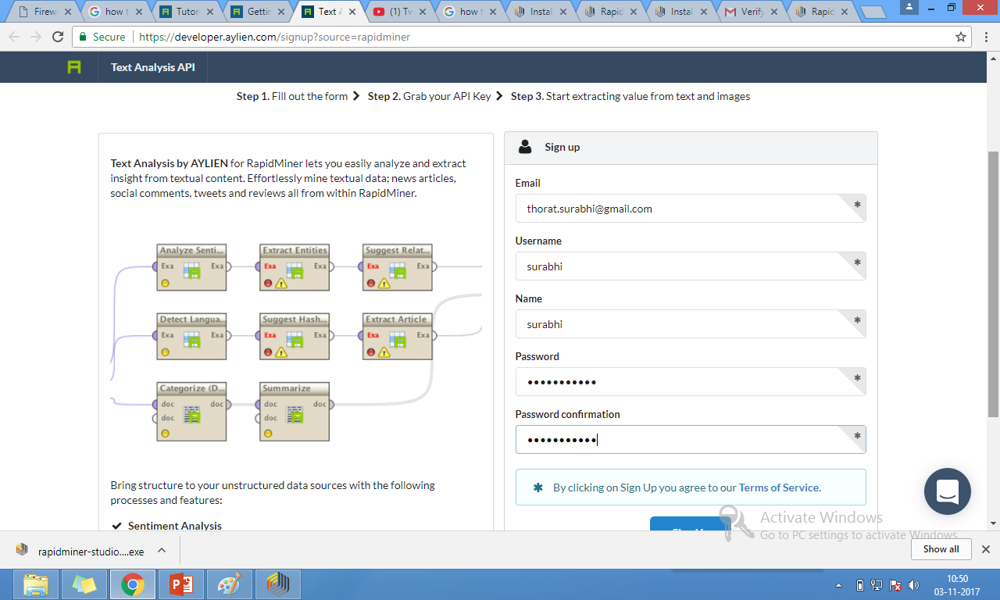 Firew
how t
Tutor
Gettin
Text A
(1) Tw
how t
Instal
Rapid
Instal
Verify
Rapid
Secure
https://developer.aylien.com/signup?source=rapidminer
Text Analysis API
Step 1. Fill out the form
Step 2. Grab your API Key
Step 3. Start extracting value from text and images
Text Analysis by AYLIEN for RapidMiner lets you easily analyze and extract
insight from textual content. Effortlessly mine textual data; news articles,
social comments, tweets and reviews all from within RapidMiner.
Analyze Senti...
Exa Exa
Extract Entities
Exa Exa
Suggest Relat...
Exa Exa
Detect Langua...
Exa Exa
Suggest Hash...
Exa Exa
Extract Article
Exa Exa
Categorize (D...
doc doc
doc
Summarize
doc doc
doc
Bring structure to your unstructured data sources with the following
processes and features:
✔ Sentiment Analysis
Sign up
Email
thorat.surabhi@gmail.com
Username
surabhi
Name
surabhi
Password
•••••••••••
Password confirmation
•••••••••••
By clicking on Sign Up you agree to our Terms of Service.
Activate Windows
Go to PC settings to activate Windows.
rapidminer-studio....exe
Show all
10:50
03-11-2017